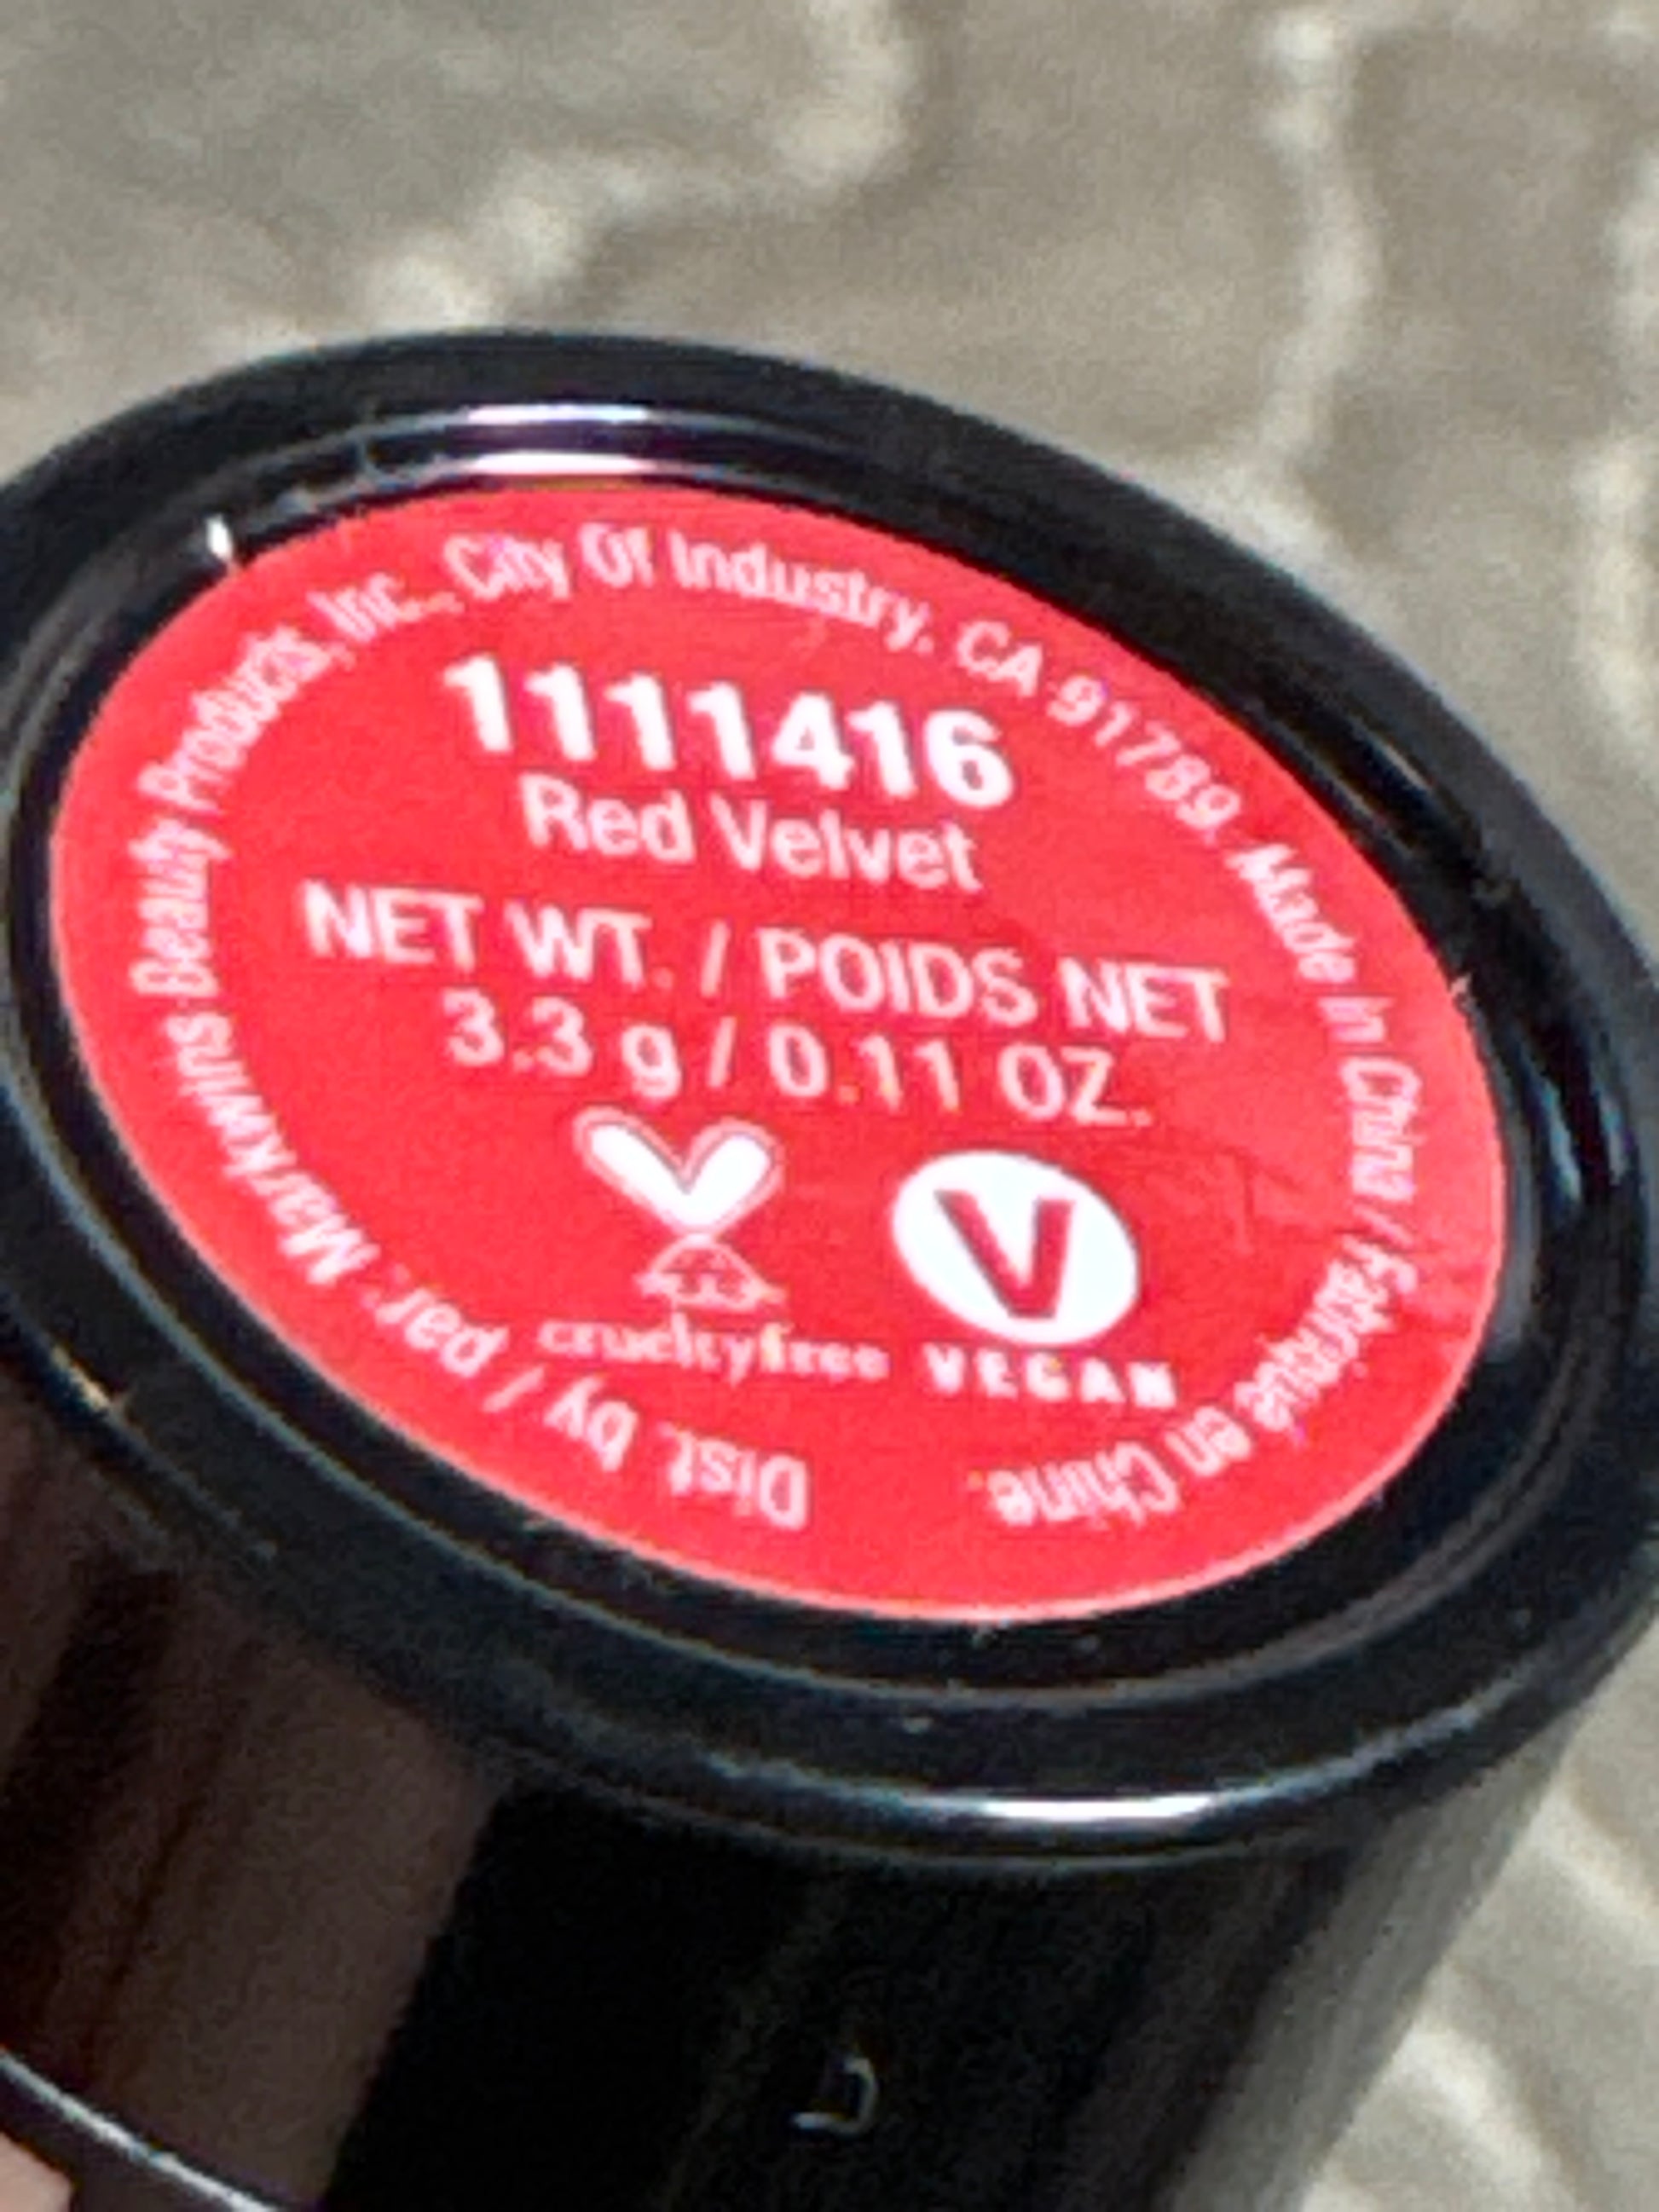 Dist. by / par: Markwins Beauty Products, Inc., City Of Industry, CA 91789. Made in China / Fabriqué en Chine.
1111416
Red Velvet
NET WT. / POIDS NET
3.3 g / 0.11 OZ.
V
crueltyfree VEGAN